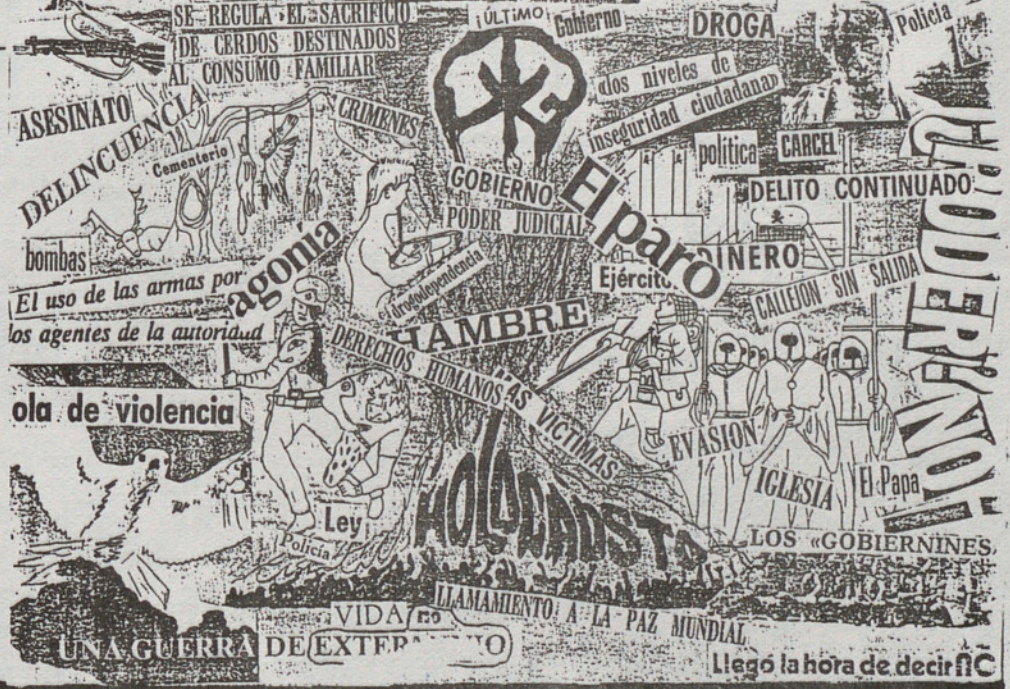 SE REGULA EL SACRIFICIO
DE CERDOS DESTINADOS
AL CONSUMO FAMILIAR
¡ÚLTIMO!
Gobierno
DROGA
Policia
ASESINATO
DELINCUENCIA
Cementerio
CRIMENES
«dos niveles de
inseguridad ciudadana»
política
CARCEL
GOBIERNO
PODER JUDICIAL
El paro
DELITO CONTINUADO
DINERO
bombas
agonía
Ejército
CALLEJON SIN SALIDA
El uso de las armas por
los agentes de la autoridad
HAMBRE
DERECHOS HUMANOS
LAS VICTIMAS
ola de violencia
EVASION
IGLESIA
El Papa
Ley
Policía
HOLOCAUSTO
LOS «GOBIERNINES
VIDA no
LLAMAMIENTO A LA PAZ MUNDIAL
UNA GUERRA DE
Llegó la hora de decir